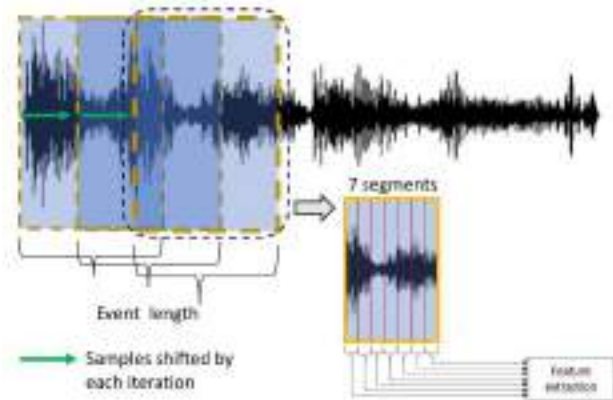 7 segments
Event length
Samples shifted by
each iteration
Feature
extraction